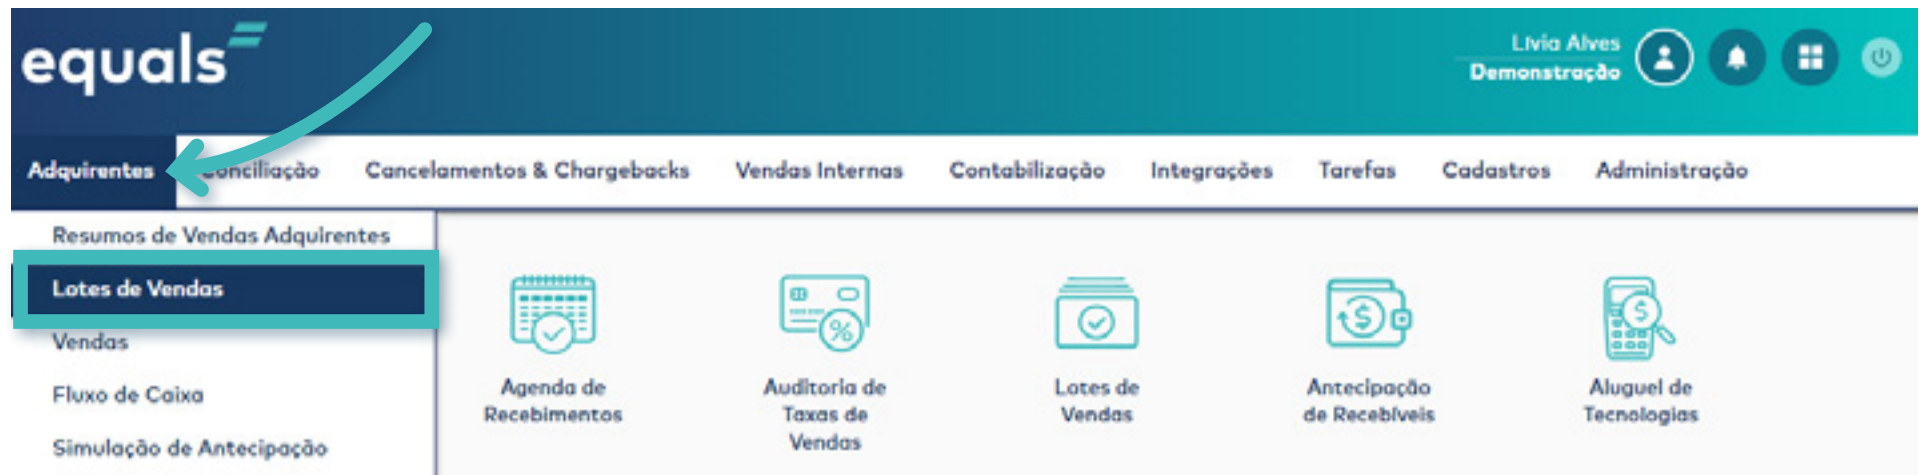 equals
Livia Alves
Demonstração
Adquirentes
Conciliação
Cancelamentos & Chargebacks
Vendas Internas
Contabilização
Integrações
Tarefas
Cadastros
Administração
Resumos de Vendas Adquirentes
Lotes de Vendas
Vendas
Fluxo de Caixa
Simulação de Antecipação
Agenda de
Recebimentos
Auditoria de
Taxas de
Vendas
Lotes de
Vendas
Antecipação
de Recebíveis
Aluguel de
Tecnologias